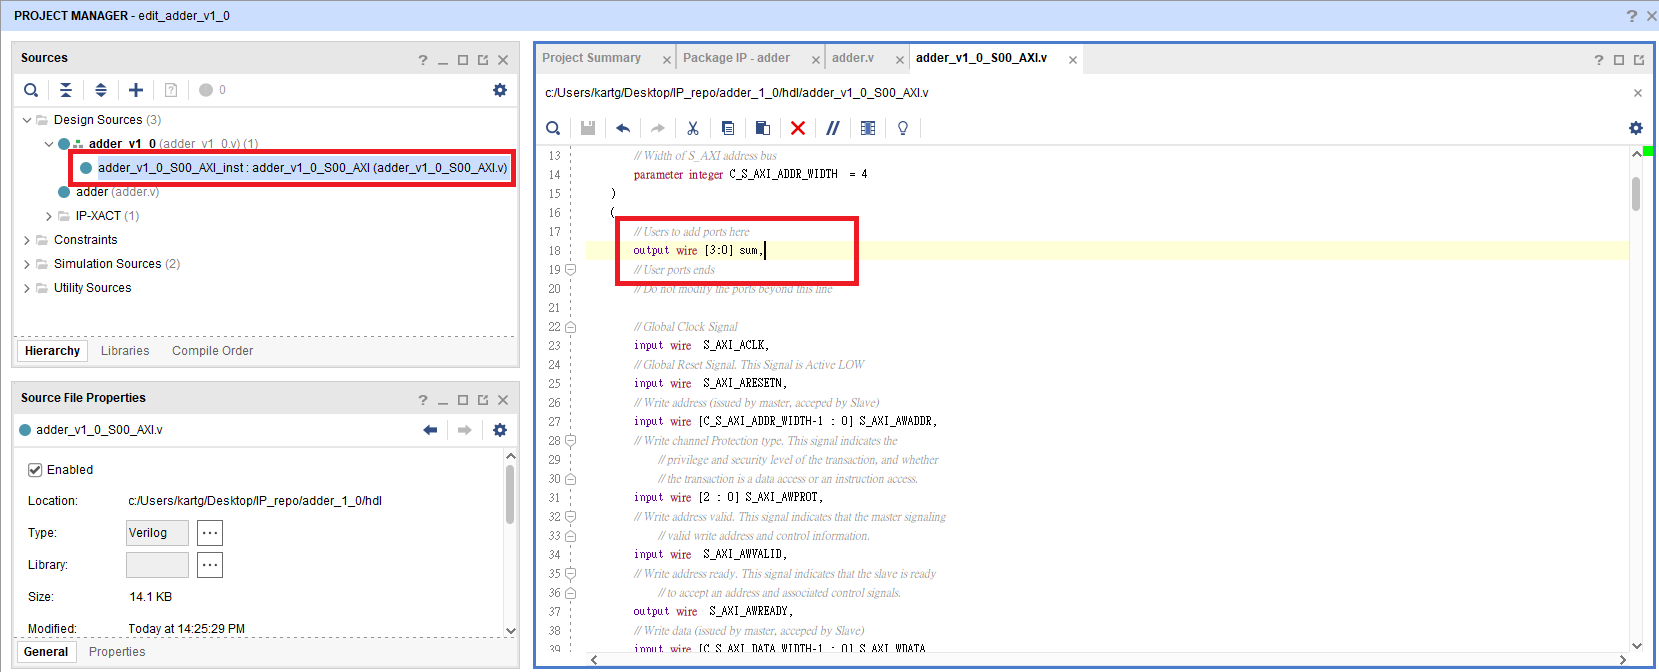 PROJECT MANAGER - edit_adder_v1_0
Sources
0
Design Sources (3)
adder_v1_0 (adder_v1_0.v) (1)
adder_v1_0_S00_AXI_inst : adder_v1_0_S00_AXI (adder_v1_0_S00_AXI.v)
adder (adder.v)
IP-XACT (1)
Constraints
Simulation Sources (2)
Utility Sources
Hierarchy Libraries Compile Order
Source File Properties
adder_v1_0_S00_AXI.v
Enabled
Location: c:/Users/kartg/Desktop/IP_repo/adder_1_0/hdl
Type: Verilog ...
Library: ...
Size: 14.1 KB
Modified: Today at 14:25:29 PM
General Properties
Project Summary Package IP - adder adder.v adder_v1_0_S00_AXI.v
c:/Users/kartg/Desktop/IP_repo/adder_1_0/hdl/adder_v1_0_S00_AXI.v
13 // Width of S_AXI address bus
14 parameter integer C_S_AXI_ADDR_WIDTH = 4
15 )
16 (
17 // Users to add ports here
18 output wire [3:0] sum,
19 // User ports ends
20 // Do not modify the ports beyond this line
21
22 // Global Clock Signal
23 input wire S_AXI_ACLK,
24 // Global Reset Signal. This Signal is Active LOW
25 input wire S_AXI_ARESETN,
26 // Write address (issued by master, acceped by Slave)
27 input wire [C_S_AXI_ADDR_WIDTH-1 : 0] S_AXI_AWADDR,
28 // Write channel Protection type. This signal indicates the
29 // privilege and security level of the transaction, and whether
30 // the transaction is a data access or an instruction access.
31 input wire [2 : 0] S_AXI_AWPROT,
32 // Write address valid. This signal indicates that the master signaling
33 // valid write address and control information.
34 input wire S_AXI_AWVALID,
35 // Write address ready. This signal indicates that the slave is ready
36 // to accept an address and associated control signals.
37 output wire S_AXI_AWREADY,
38 // Write data (issued by master, acceped by Slave)
39 input wire [C_S_AXI_DATA_WIDTH-1 : 0] S_AXI_WDATA